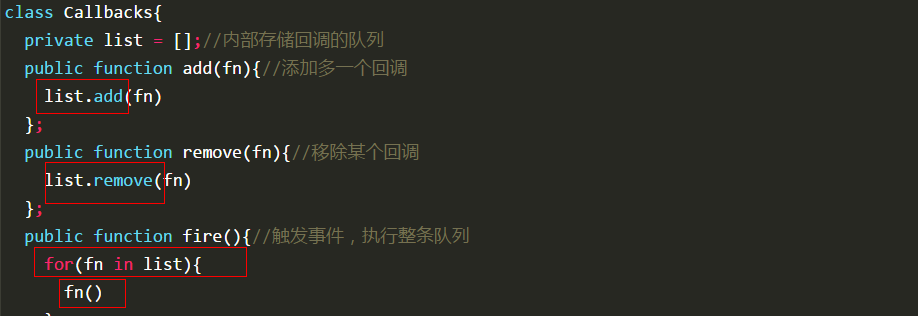 class Callbacks{
private list = [];//内部存储回调的队列
public function add(fn){//添加多一个回调
list.add(fn)
};
public function remove(fn){//移除某个回调
list.remove(fn)
};
public function fire(){//触发事件，执行整条队列
for(fn in list){
fn()